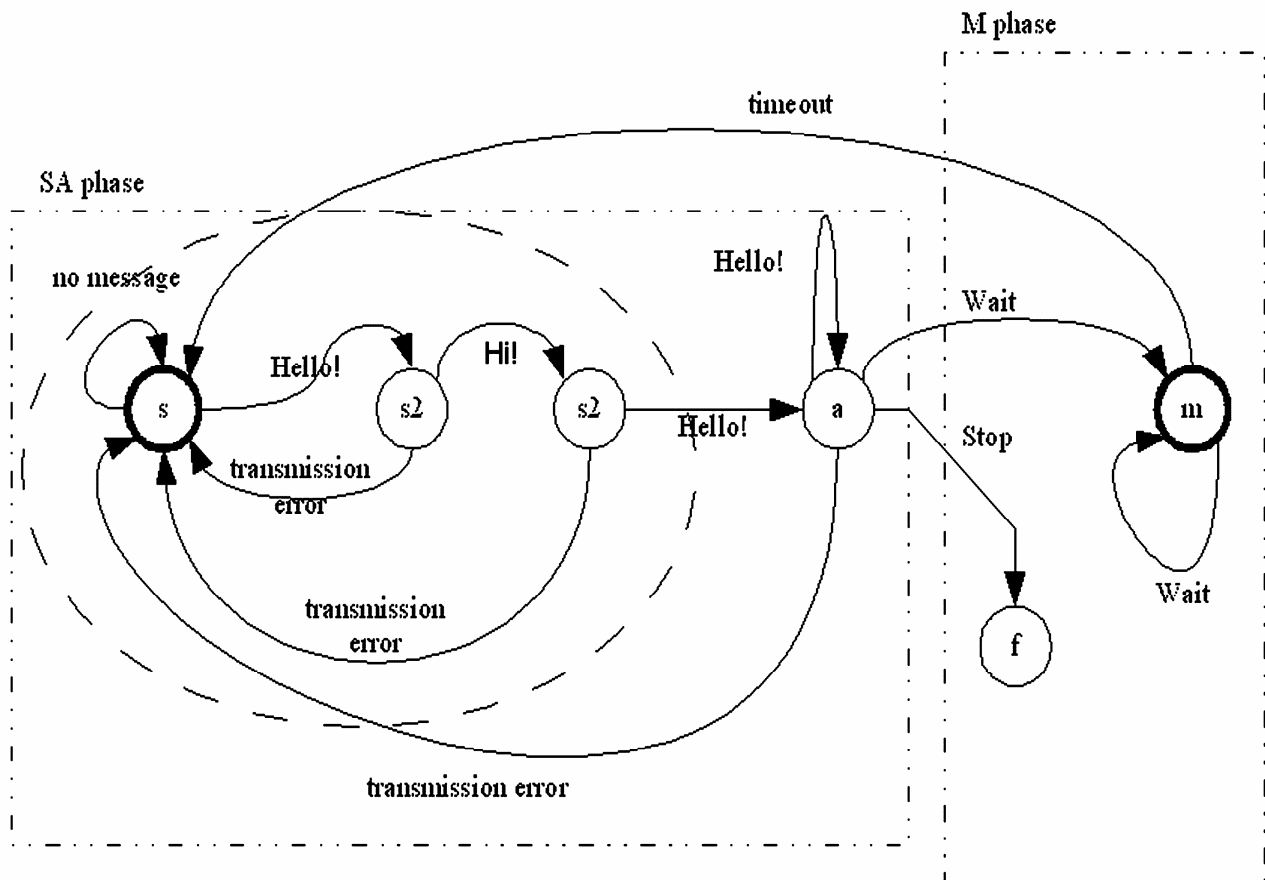 M phase
timeout
SA phase
Hello!
no message
Wait
Hi!
Hello!
s
s2
s2
a
m
Hello!
Stop
transmission
error
Wait
transmission
error
f
transmission error